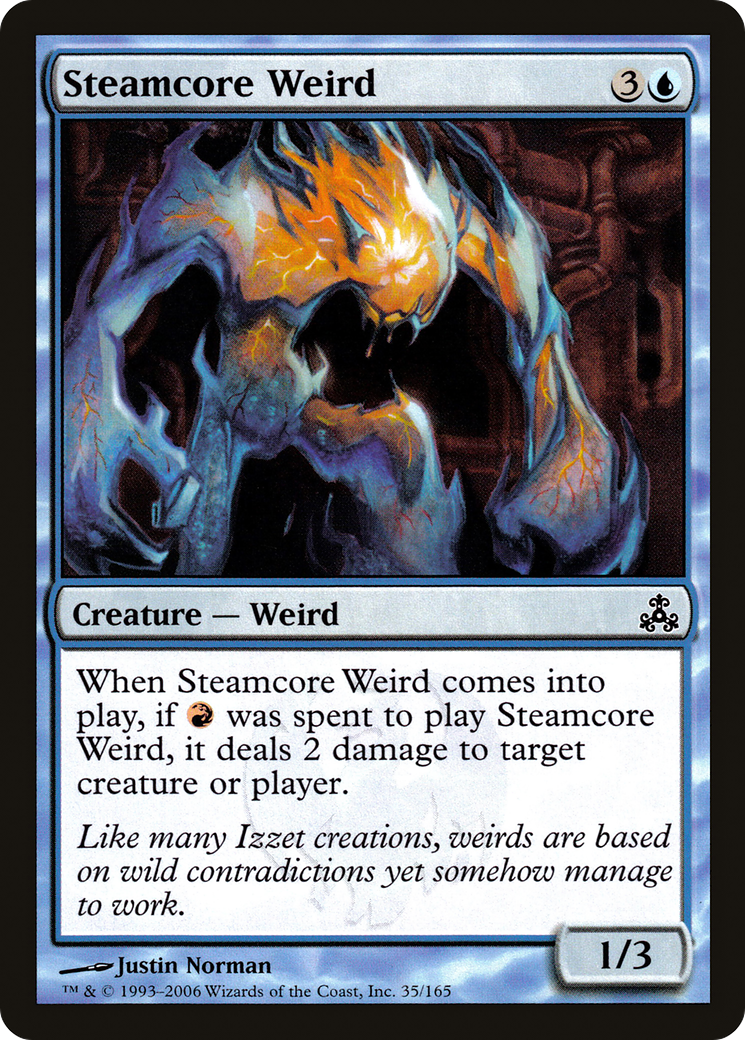 Steamcore Weird
3
Creature — Weird
When Steamcore Weird comes into
play, if was spent to play Steamcore
Weird, it deals 2 damage to target
creature or player.
Like many Izzet creations, weirds are based
on wild contradictions yet somehow manage
to work.
1/3
Justin Norman
™ & © 1993–2006 Wizards of the Coast, Inc. 35/165